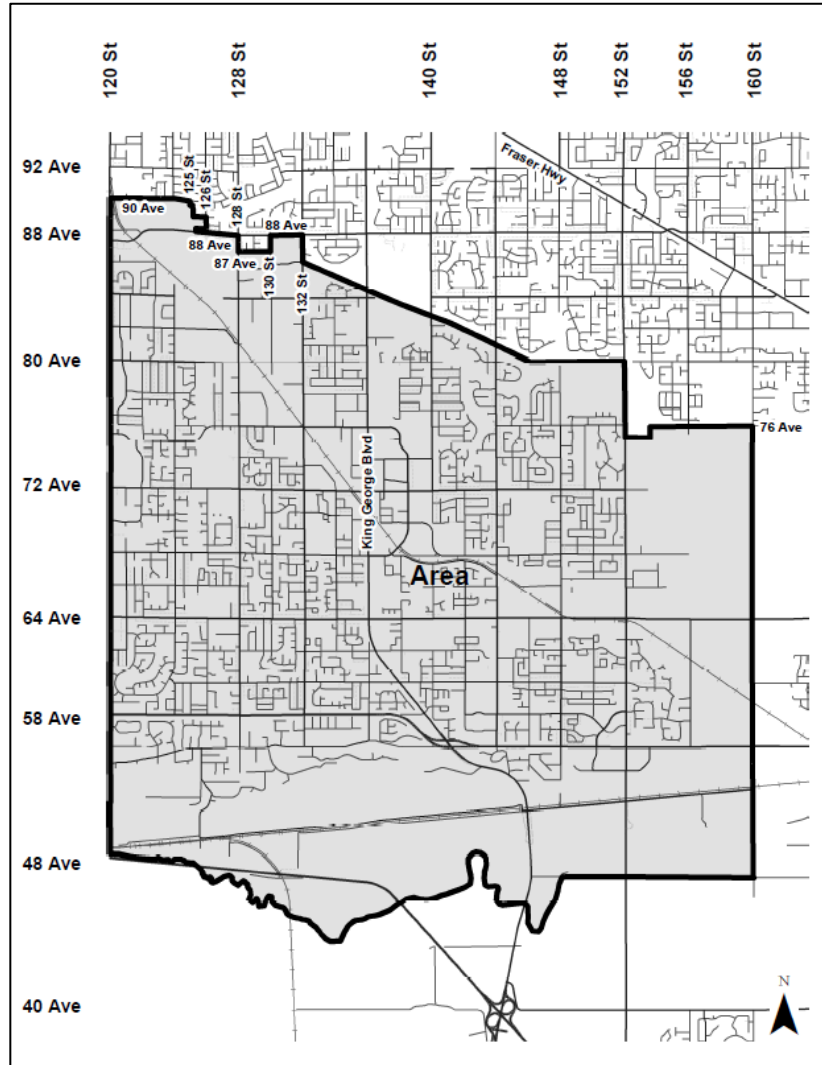 120 St
128 St
140 St
148 St
152 St
156 St
160 St
92 Ave
Fraser Hwy
125 St
126 St
128 St
90 Ave
88 Ave
88 Ave
88 Ave
87 Ave
130 St
132 St
80 Ave
76 Ave
72 Ave
King George Blvd
Area
64 Ave
58 Ave
48 Ave
40 Ave
N